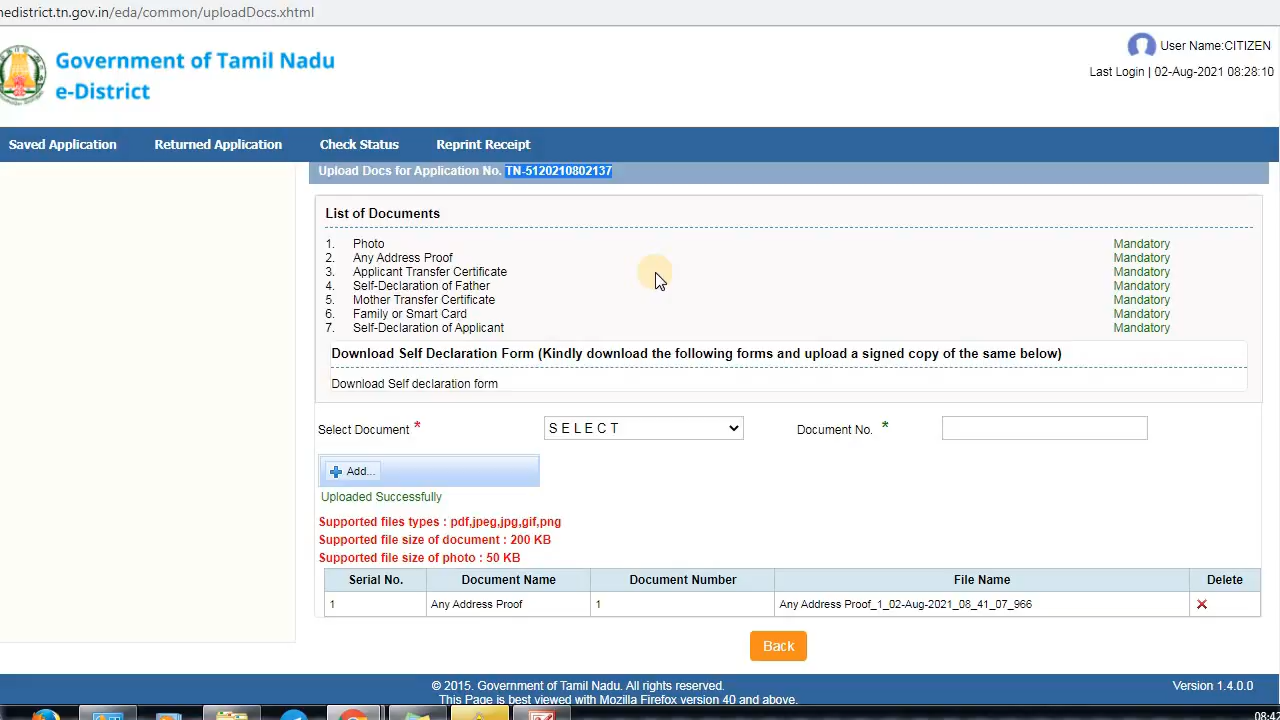 nedistrict.tn.gov.in/eda/common/uploadDocs.xhtml
Government of Tamil Nadu
e-District
User Name:CITIZEN
Last Login | 02-Aug-2021 08:28:10
Saved Application Returned Application Check Status Reprint Receipt
Upload Docs for Application No. TN-5120210802137
List of Documents
1. Photo Mandatory
2. Any Address Proof Mandatory
3. Applicant Transfer Certificate Mandatory
4. Self-Declaration of Father Mandatory
5. Mother Transfer Certificate Mandatory
6. Family or Smart Card Mandatory
7. Self-Declaration of Applicant Mandatory
Download Self Declaration Form (Kindly download the following forms and upload a signed copy of the same below)
Download Self declaration form
Select Document * SELECT Document No. *
Add...
Uploaded Successfully
Supported files types : pdf,jpeg,jpg,gif,png
Supported file size of document : 200 KB
Supported file size of photo : 50 KB
Serial No. Document Name Document Number File Name Delete
1 Any Address Proof 1 Any Address Proof_1_02-Aug-2021_08_41_07_966
Back
© 2015. Government of Tamil Nadu. All rights reserved. Version 1.4.0.0
This Page is best viewed with Mozilla Firefox version 40 and above.